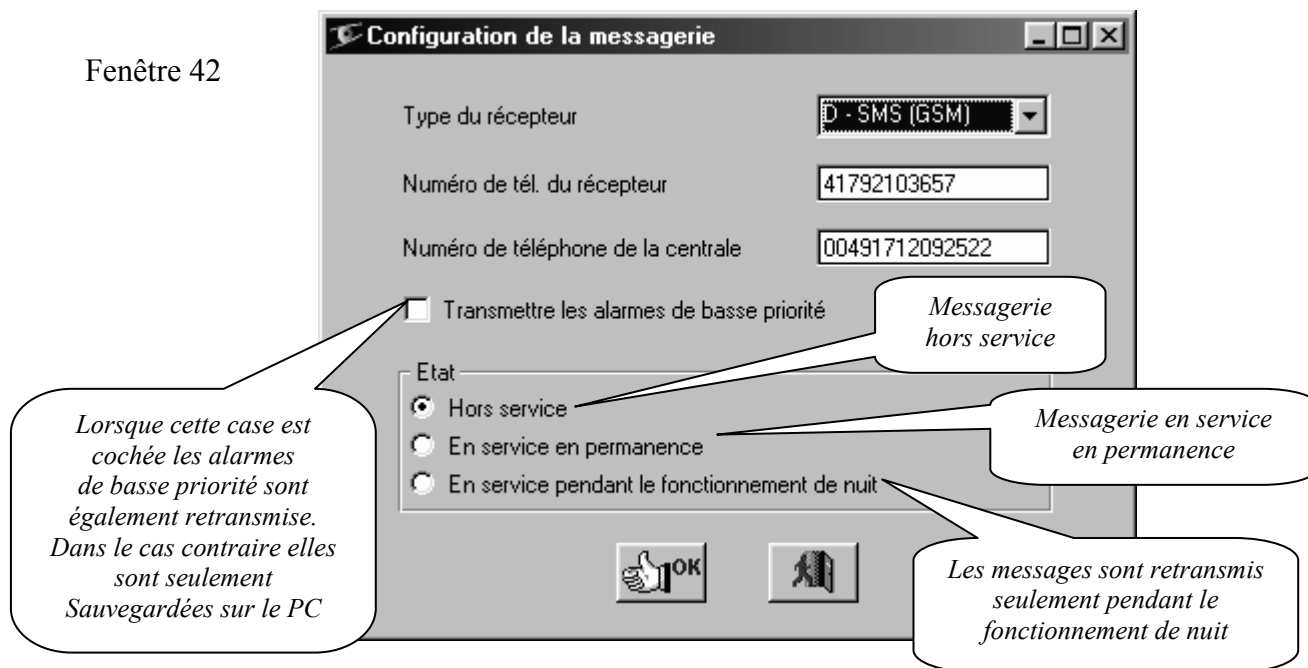 Fenêtre 42
Configuration de la messagerie
Type du récepteur
D - SMS (GSM)
Numéro de tél. du récepteur
41792103657
Numéro de téléphone de la centrale
00491712092522
Transmettre les alarmes de basse priorité
Messagerie
hors service
Etat
Hors service
En service en permanence
En service pendant le fonctionnement de nuit
Lorsque cette case est
cochée les alarmes
de basse priorité sont
également retransmise.
Dans le cas contraire elles
sont seulement
Sauvegardées sur le PC
Messagerie en service
en permanence
OK
Les messages sont retransmis
seulement pendant le
fonctionnement de nuit